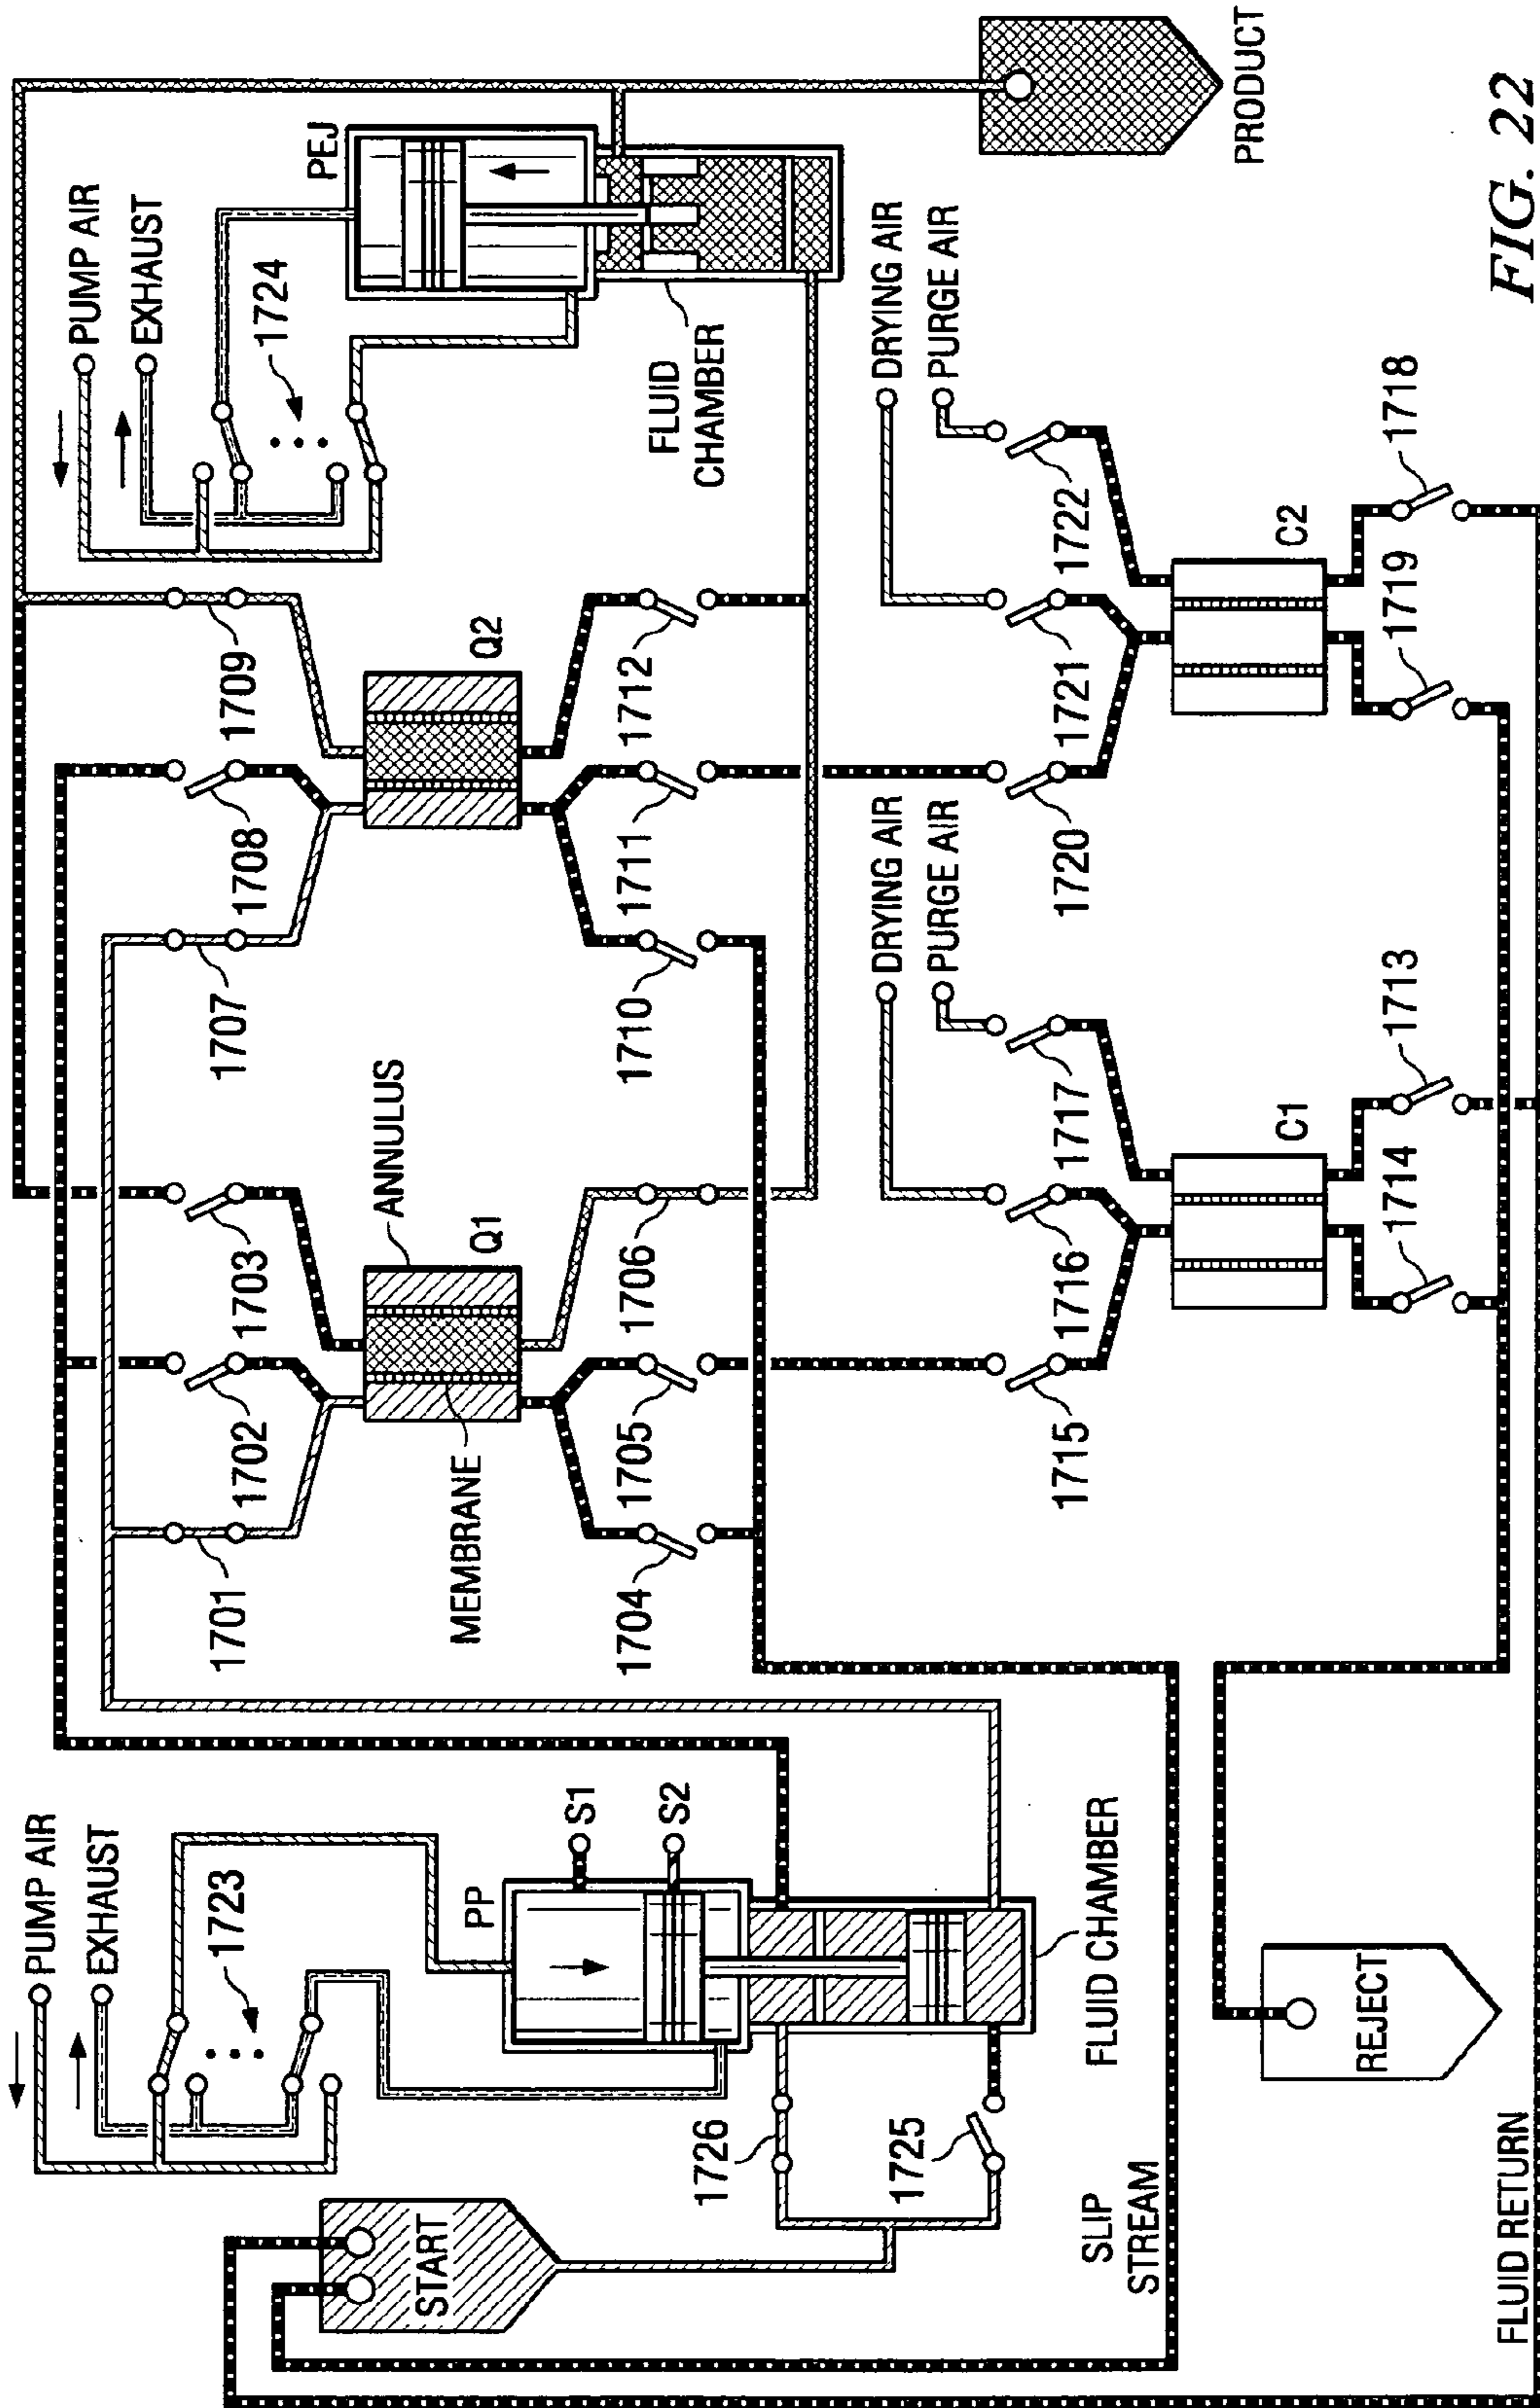 PUMP AIR
EXHAUST
1723
START
PP
S1
S2
1726
1725
FLUID CHAMBER
SLIP
STREAM
REJECT
FLUID RETURN
1701
1702
1703
ANNULUS
MEMBRANE
Q1
1704
1705
1706
1707
1708
1709
Q2
1710
1711
1712
PUMP AIR
EXHAUST
1724
PEJ
FLUID
CHAMBER
PRODUCT
DRYING AIR
PURGE AIR
1715
1716
1717
C1
1714
1713
DRYING AIR
PURGE AIR
1720
1721
1722
C2
1719
1718
FIG. 22